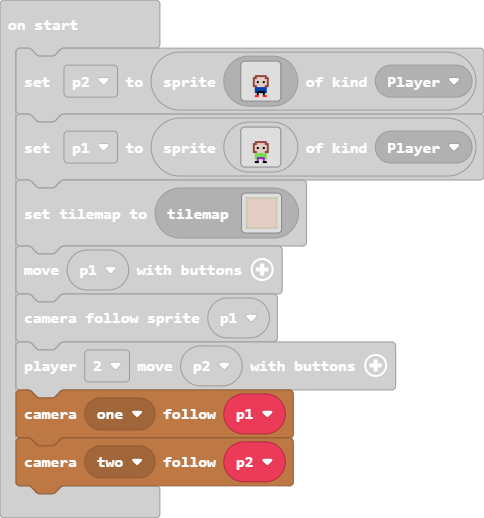 on start
set p2 to sprite of kind Player
set p1 to sprite of kind Player
set tilemap to tilemap
move p1 with buttons
camera follow sprite p1
player 2 move p2 with buttons
camera one follow p1
camera two follow p2